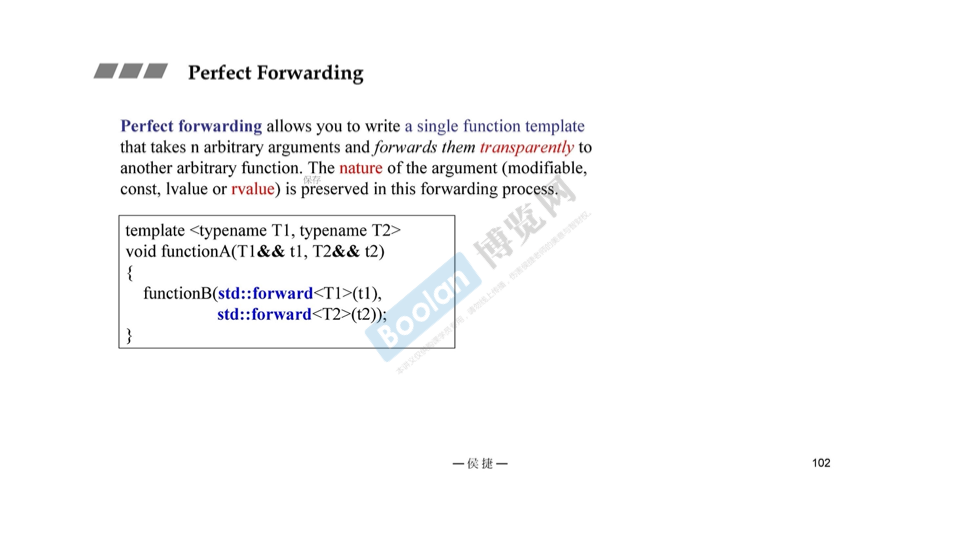 Perfect Forwarding
Perfect forwarding allows you to write a single function template
that takes n arbitrary arguments and forwards them transparently to
another arbitrary function. The nature of the argument (modifiable,
const, lvalue or rvalue) is preserved in this forwarding process.
保存
template <typename T1, typename T2>
void functionA(T1&& t1, T2&& t2)
{
functionB(std::forward<T1>(t1),
std::forward<T2>(t2));
}
Boolan 博览网
— 侯 捷 —
102